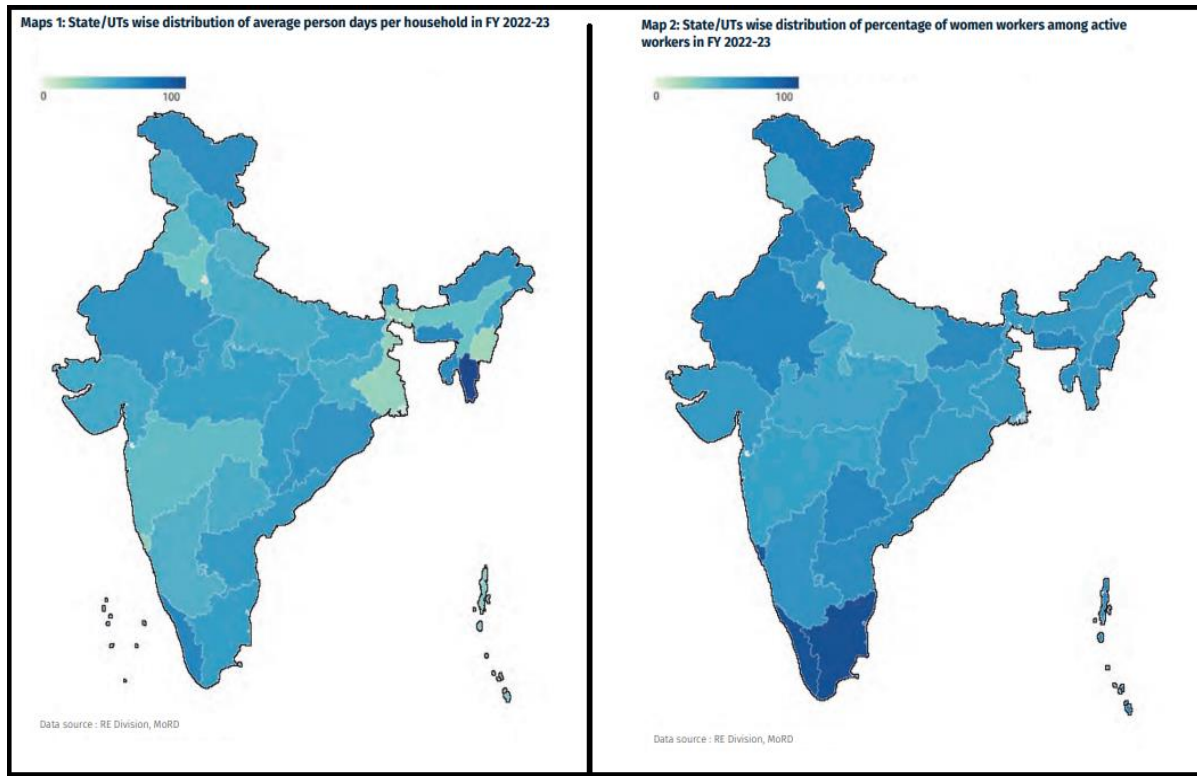 Maps 1: State/UTs wise distribution of average person days per household in FY 2022-23
0
100
Data source : RE Division, MoRD
Map 2: State/UTs wise distribution of percentage of women workers among active
workers in FY 2022-23
0
100
Data source : RE Division, MoRD